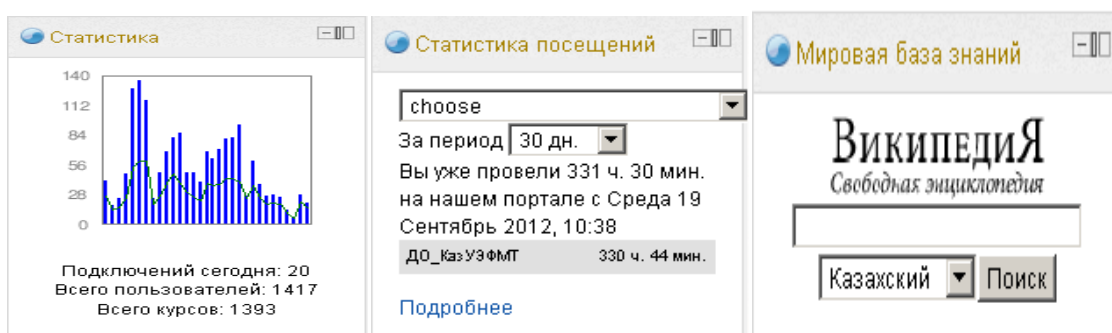 Статистика
140
112
84
56
28
0
Подключений сегодня: 20
Всего пользователей: 1417
Всего курсов: 1393
Статистика посещений
choose
За период 30 дн.
Вы уже провели 331 ч. 30 мин.
на нашем портале с Среда 19
Сентябрь 2012, 10:38
ДО_КазУЭФМТ 330 ч. 44 мин.
Подробнее
Мировая база знаний
ВикипедиЯ
Свободная энциклопедия
Казахский Поиск